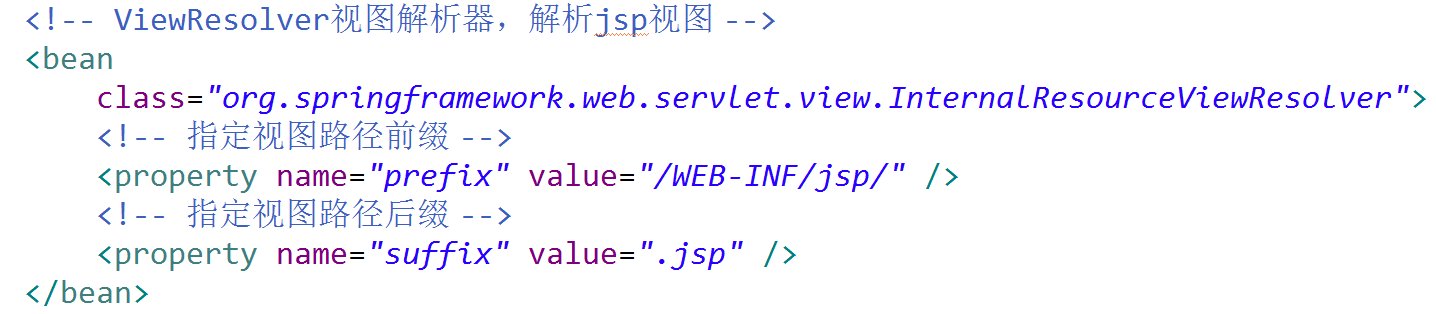 <!-- ViewResolver视图解析器，解析jsp视图 -->
<bean
class="org.springframework.web.servlet.view.InternalResourceViewResolver">
<!-- 指定视图路径前缀 -->
<property name="prefix" value="/WEB-INF/jsp/" />
<!-- 指定视图路径后缀 -->
<property name="suffix" value=".jsp" />
</bean>